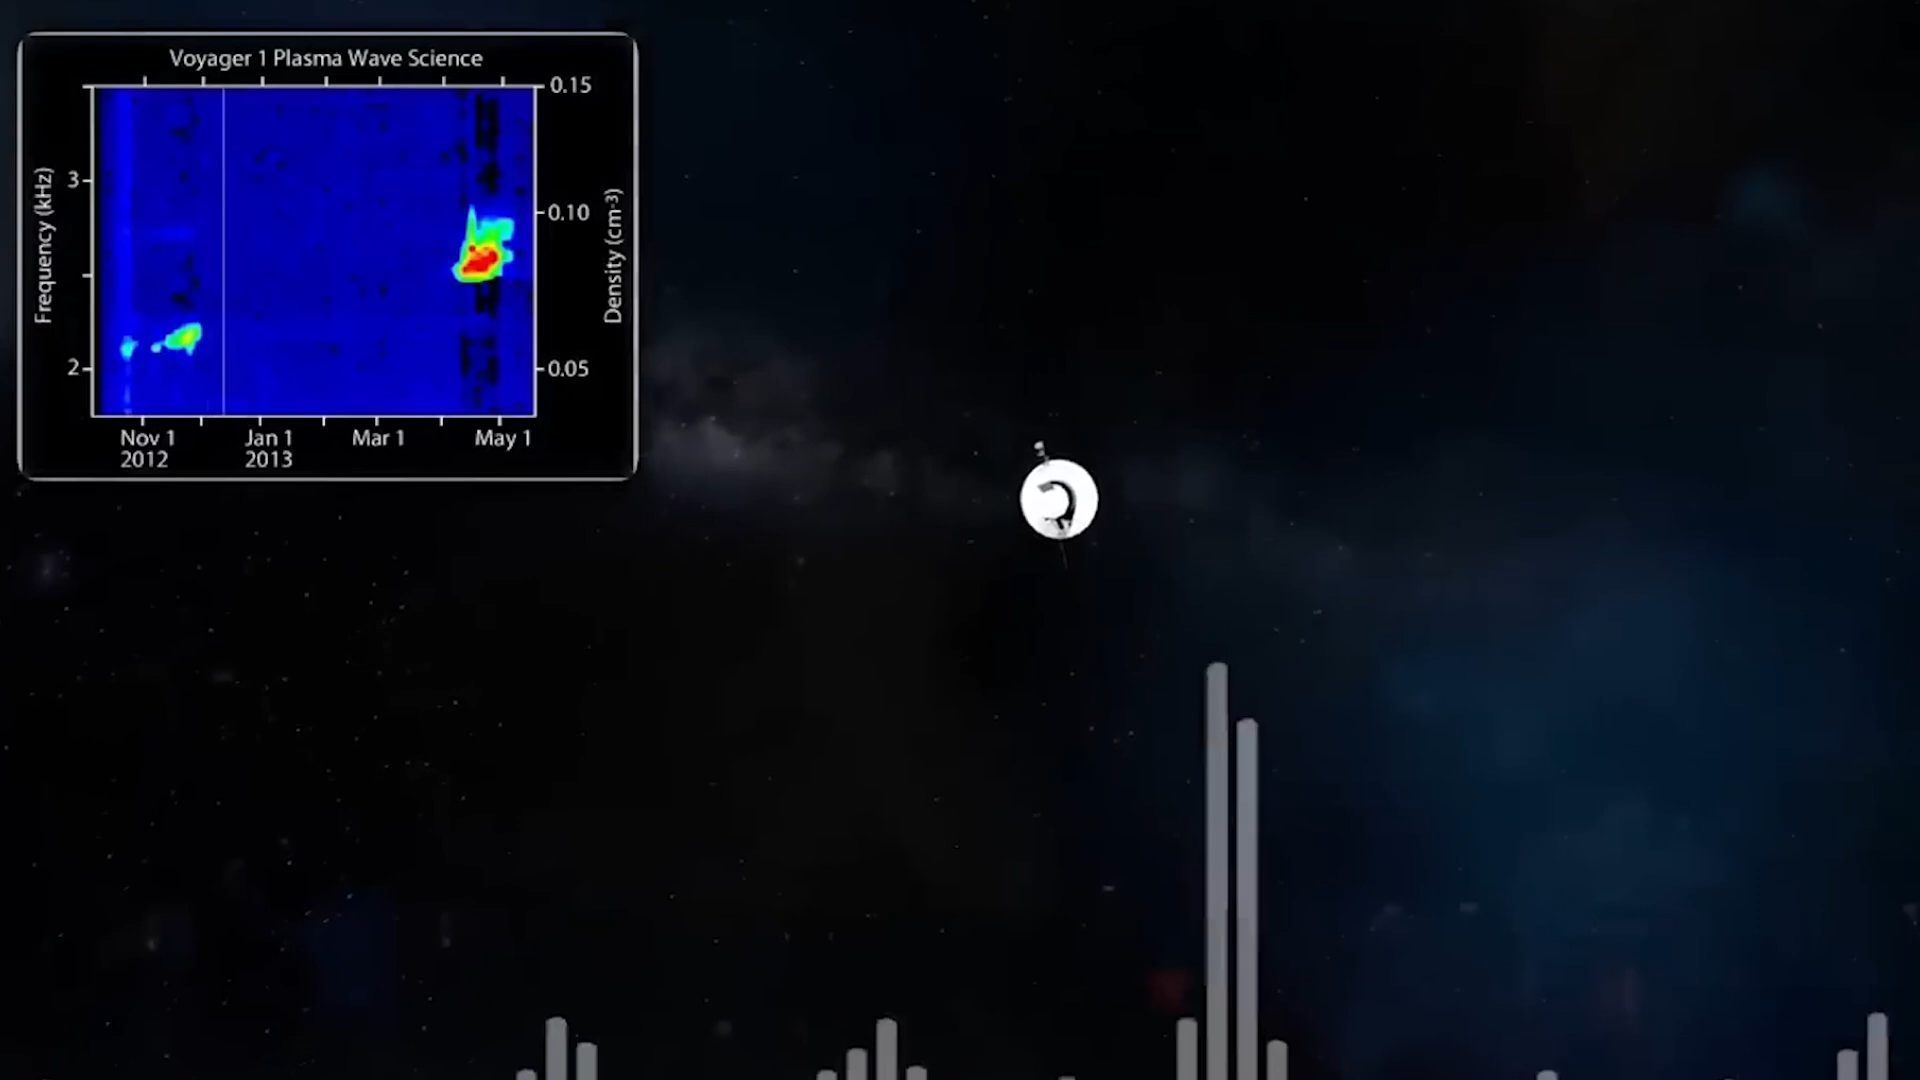 Voyager 1 Plasma Wave Science
0.15
3
0.10
Frequency (kHz)
Density (cm-³)
2
0.05
Nov 1 Jan 1 Mar 1 May 1
2012 2013